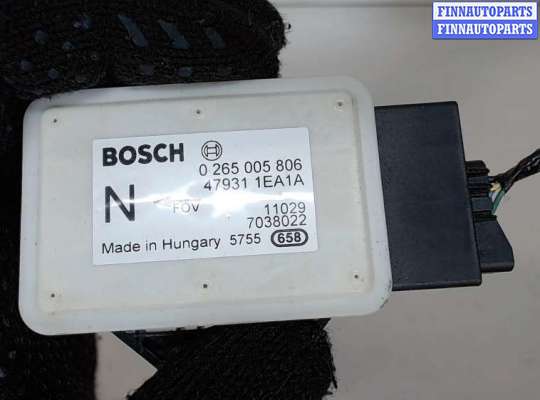 FINNAUTOPARTS
FINNAUTOPARTS
BOSCH
0 265 005 806
47931 1EA1A
N
FOV
11029
7038022
Made in Hungary 5755 658